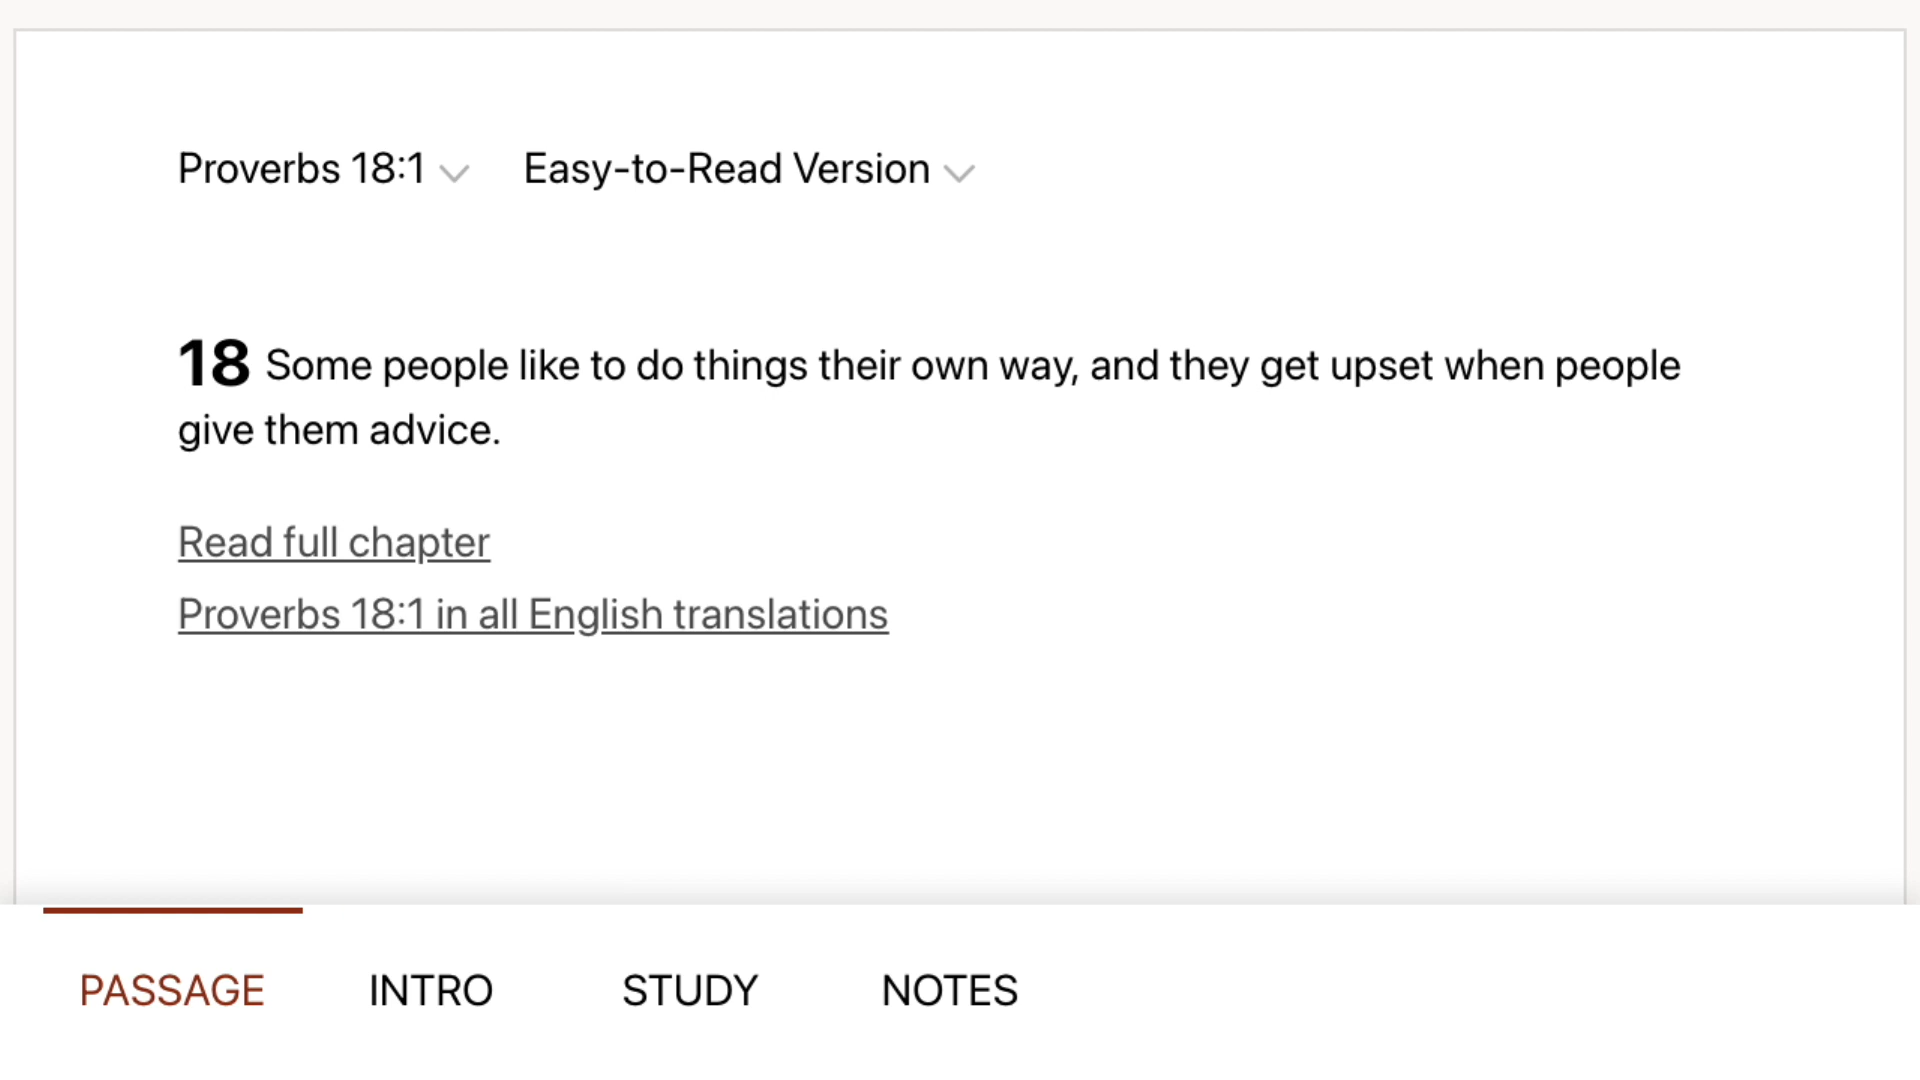 Proverbs 18:1 Easy-to-Read Version
18 Some people like to do things their own way, and they get upset when people
give them advice.
Read full chapter
Proverbs 18:1 in all English translations
PASSAGE INTRO STUDY NOTES